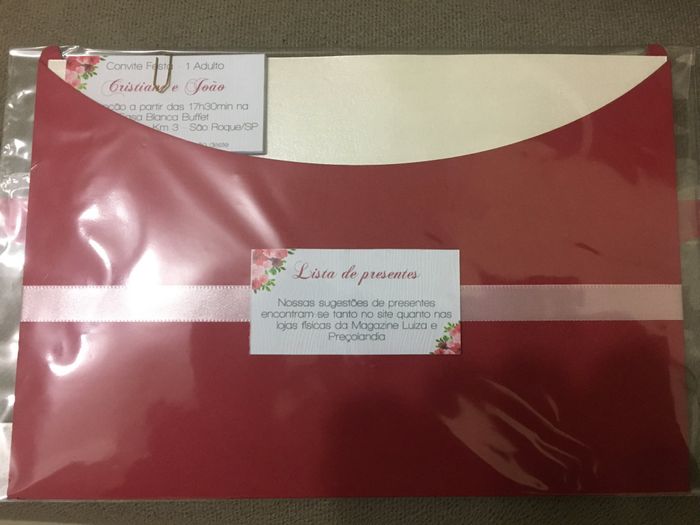 Convite Festa - 1 Adulto
Cristiane e João
a partir das 17h30min na
Casa Blanca Buffet
Km 3 - São Roque/SP
deste
Lista de presentes
Nossas sugestões de presentes
encontram-se tanto no site quanto nas
lojas físicas da Magazine Luiza e
Preçolandia